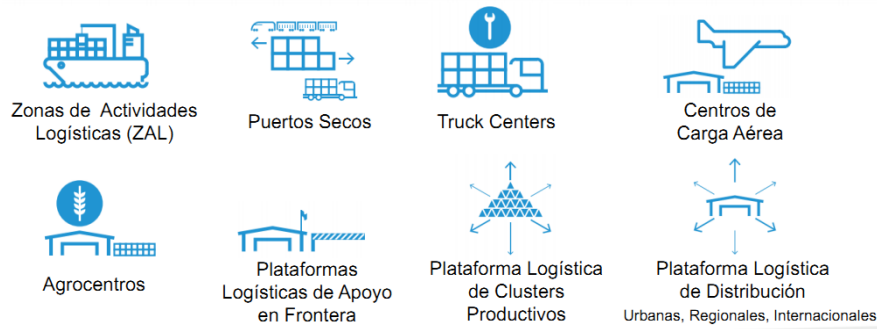 Zonas de Actividades
Logísticas (ZAL)
Puertos Secos
Truck Centers
Centros de
Carga Aérea
Agrocentros
Plataformas
Logísticas de Apoyo
en Frontera
Plataforma Logística
de Clusters
Productivos
Plataforma Logística
de Distribución
Urbanas, Regionales, Internacionales